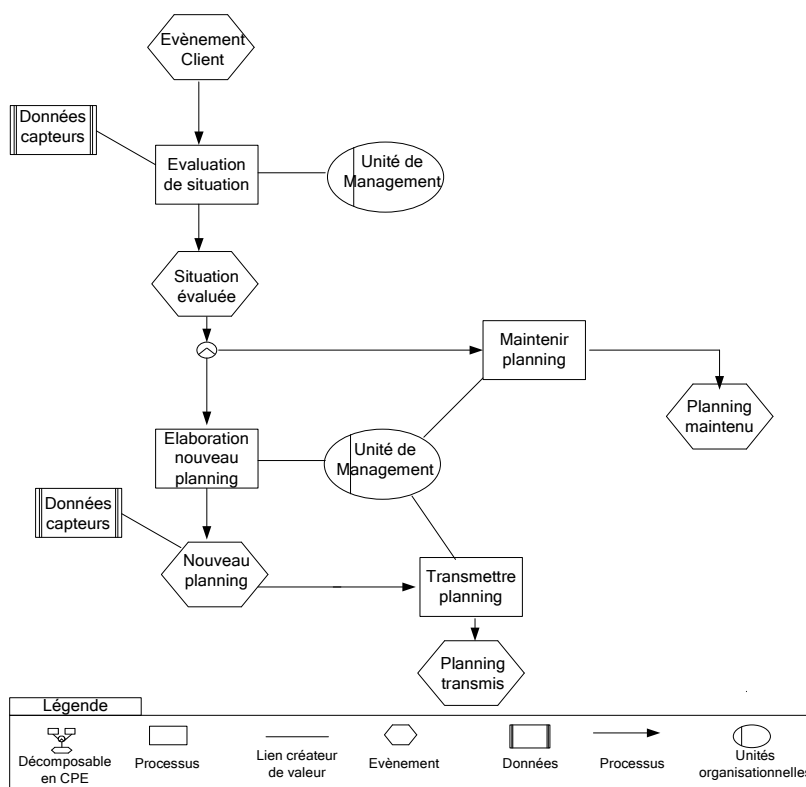 Evènement
Client
Données
capteurs
Evaluation
de situation
Unité de
Management
Situation
évaluée
Maintenir
planning
Planning
maintenu
Elaboration
nouveau
planning
Unité de
Management
Données
capteurs
Nouveau
planning
Transmettre
planning
Planning
transmis
Légende
Décomposable
en CPE
Processus
Lien créateur
de valeur
Evènement
Données
Processus
Unités
organisationnelles